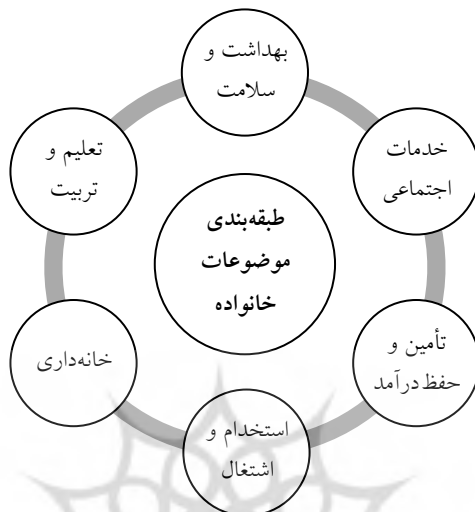 بهداشت و
سلامت
خدمات
اجتماعی
تعلیم و
تربیت
طبقه‌بندی
موضوعات
خانواده
تأمین و
حفظ درآمد
خانه‌داری
استخدام و
اشتغال